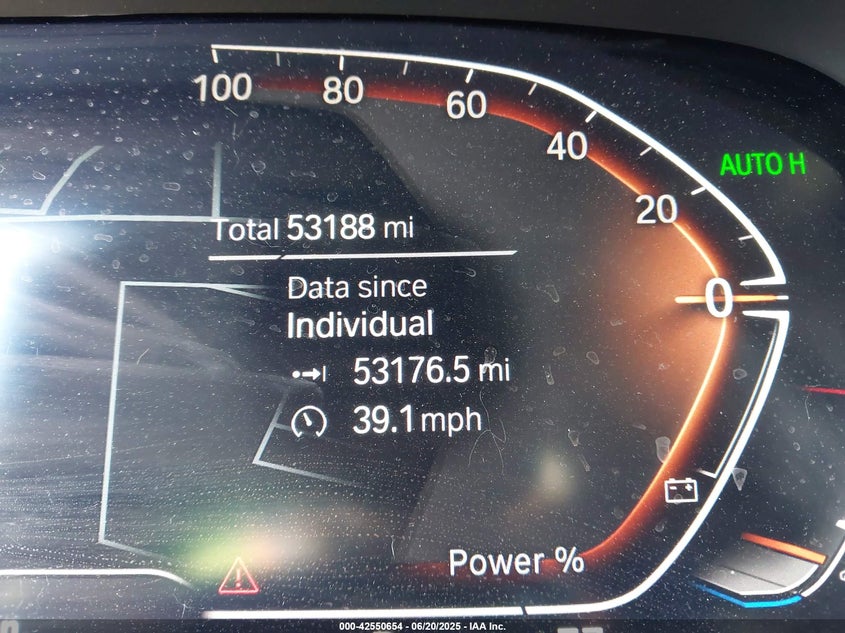 100 80 60 40 20 0
AUTO H
Total 53188 mi
Data since
Individual
53176.5 mi
39.1 mph
Power %
000-42550654 - 06/20/2025 - IAA Inc.